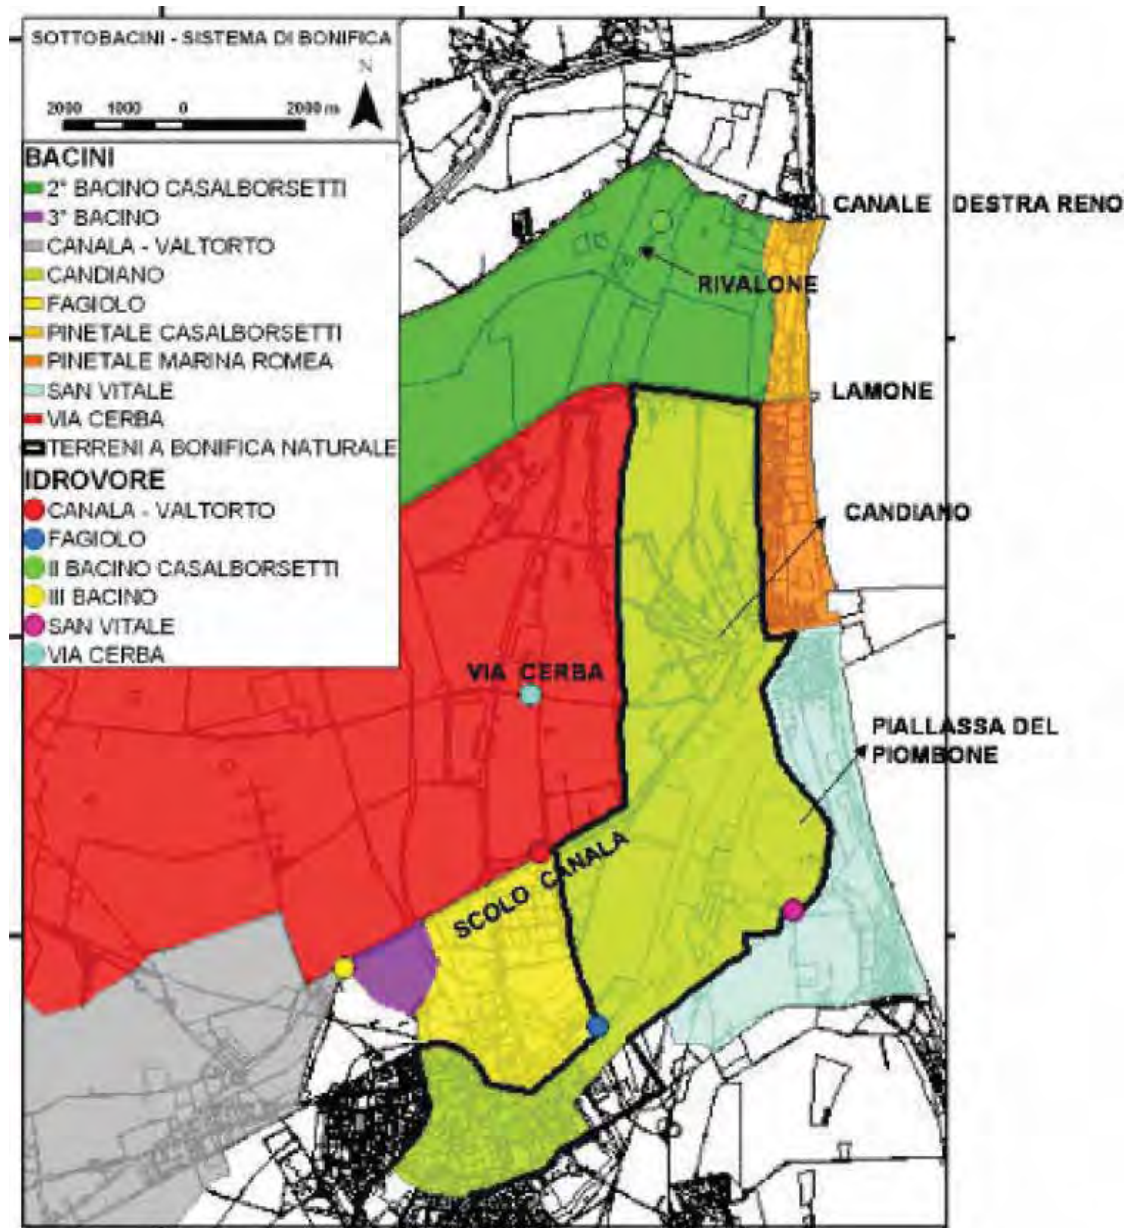 SOTTOBACINI - SISTEMA DI BONIFICA
N
2000 1000 0 2000 m
BACINI
2° BACINO CASALBORSETTI
3° BACINO
CANALA - VALTORTO
CANDIANO
FAGIOLO
PINETALE CASALBORSETTI
PINETALE MARINA ROMEA
SAN VITALE
VIA CERBA
TERRENI A BONIFICA NATURALE
IDROVORE
CANALA - VALTORTO
FAGIOLO
II BACINO CASALBORSETTI
III BACINO
SAN VITALE
VIA CERBA
CANALE DESTRA RENO
RIVALONE
LAMONE
CANDIANO
VIA CERBA
PIALLASSA DEL
PIOMBONE
SCOLO CANALA